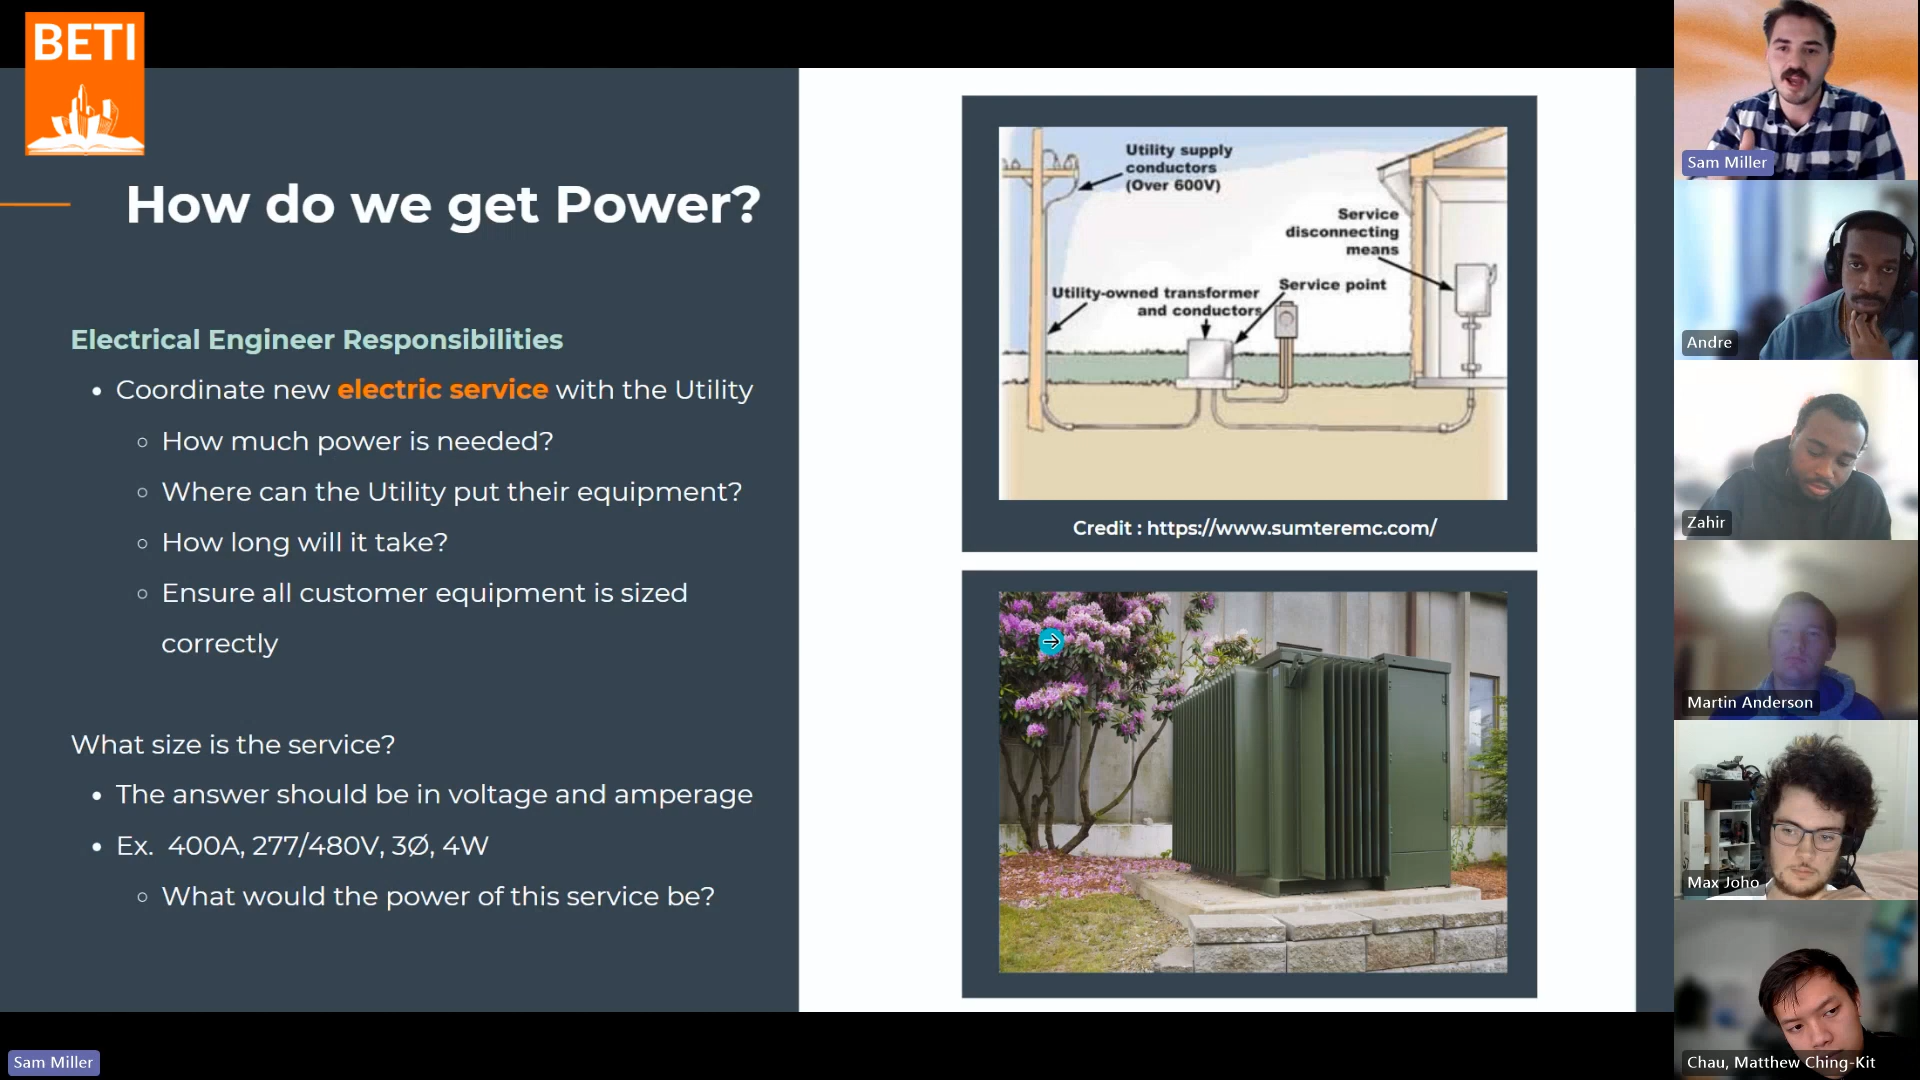 BETI
How do we get Power?
Electrical Engineer Responsibilities
• Coordinate new electric service with the Utility
○ How much power is needed?
○ Where can the Utility put their equipment?
○ How long will it take?
○ Ensure all customer equipment is sized
correctly
What size is the service?
• The answer should be in voltage and amperage
• Ex. 400A, 277/480V, 3Ø, 4W
○ What would the power of this service be?
Utility supply
conductors
(Over 600V)
Service
disconnecting
means
Service point
Utility-owned transformer
and conductors
Credit : https://www.sumteremc.com/
Sam Miller
Andre
Zahir
Martin Anderson
Max Joho
Chau, Matthew Ching-Kit
Sam Miller